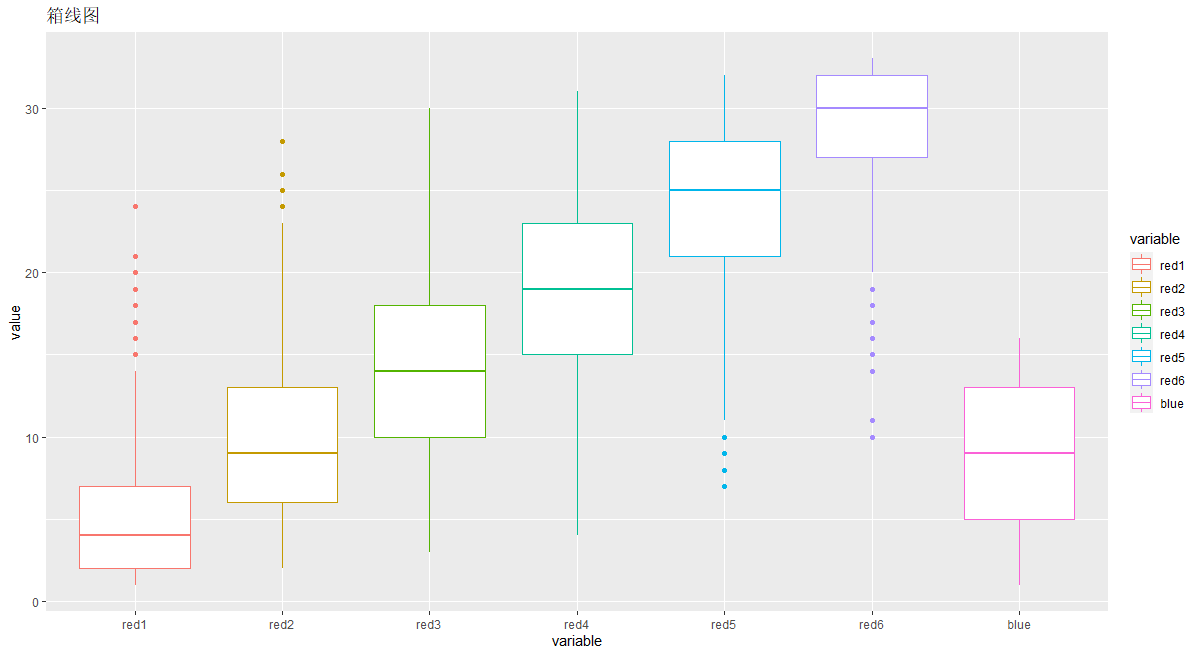 箱线图
value
30
20
10
0
red1 red2 red3 red4 red5 red6 blue
variable
variable
red1
red2
red3
red4
red5
red6
blue